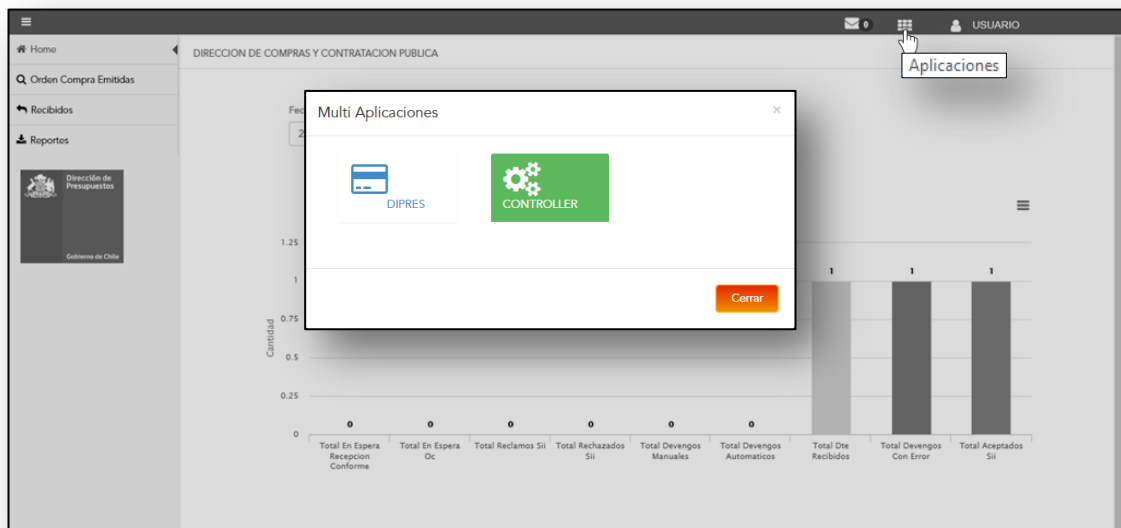 0
USUARIO
Aplicaciones
Home
DIRECCION DE COMPRAS Y CONTRATACION PUBLICA
Orden Compra Emitidas
Recibidos
Reportes
Dirección de
Presupuestos
Gobierno de Chile
Multi Aplicaciones
×
DIPRES
CONTROLLER
Cerrar
1.25
1
0.75
0.5
0.25
0
Cantidad
0
0
0
0
0
0
1
1
1
Total En Espera
Recepcion
Conforme
Total En Espera
Oc
Total Reclamos Sii
Total Rechazados
Sii
Total Devengos
Manuales
Total Devengos
Automaticos
Total Dte
Recibidos
Total Devengos
Con Error
Total Aceptados
Sii